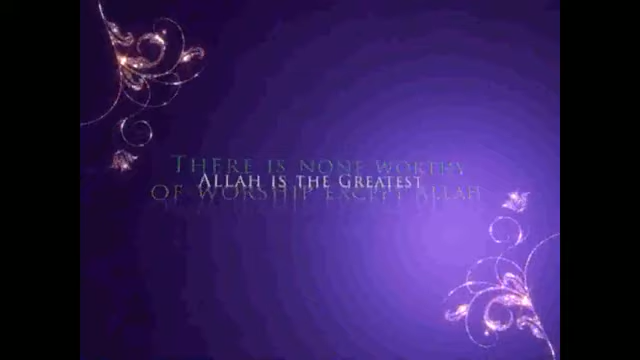 There is none worthy
Allah is the Greatest
of worship except Allah